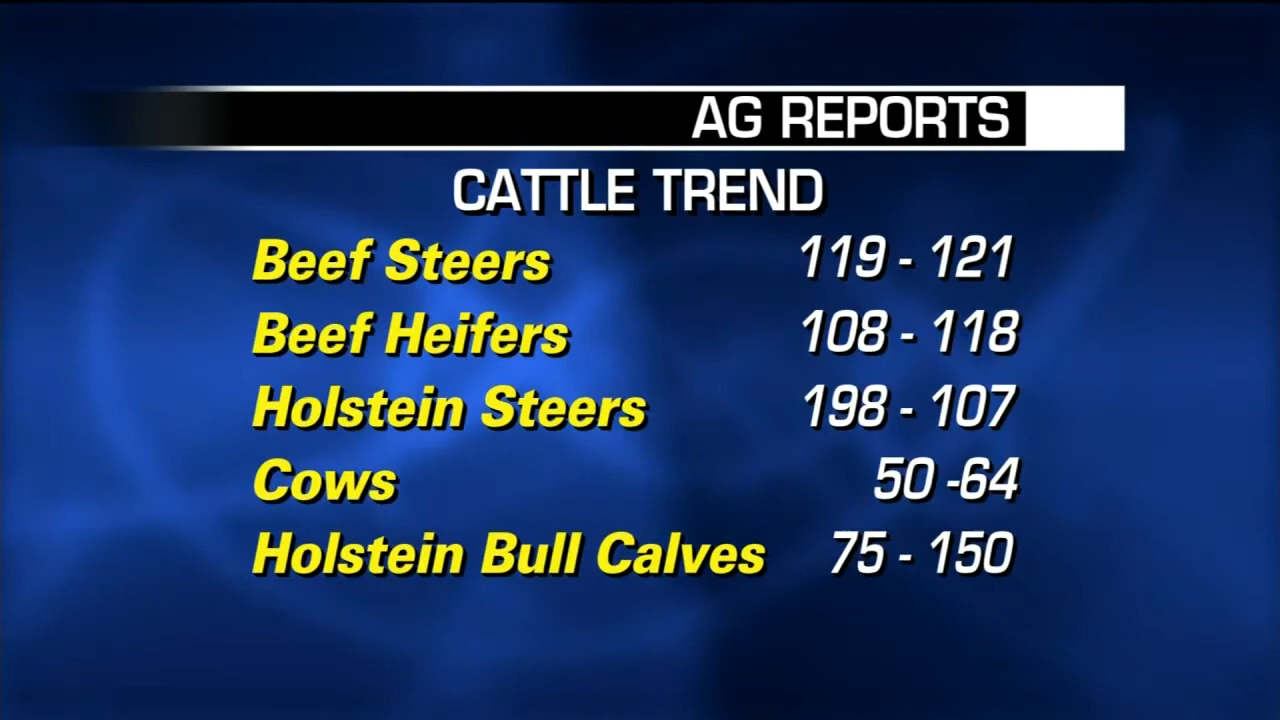 AG REPORTS
CATTLE TREND
Beef Steers 119 - 121
Beef Heifers 108 - 118
Holstein Steers 198 - 107
Cows 50 -64
Holstein Bull Calves 75 - 150